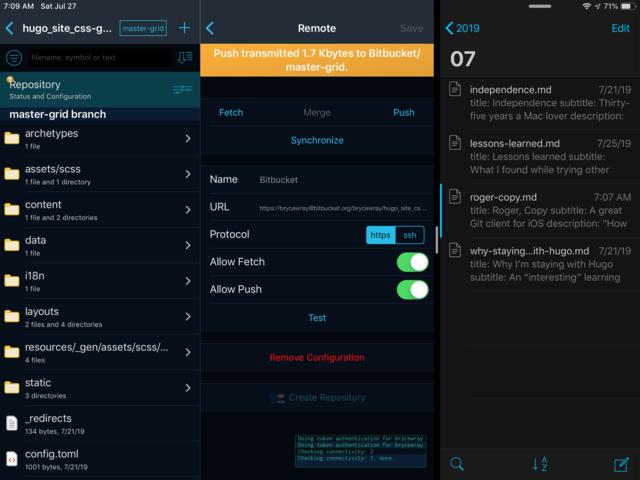 7:09 AM Sat Jul 27
71%
hugo_site_css-g...
master-grid
filename, symbol or text
Repository
Status and Configuration
master-grid branch
archetypes
1 file
assets/scss
1 file and 1 directory
content
1 file and 2 directories
data
1 file
i18n
1 file
layouts
2 files and 4 directories
resources/_gen/assets/scss/...
4 files
static
3 directories
_redirects
134 bytes, 7/21/19
config.toml
1001 bytes, 7/21/19
Remote
Save
Push transmitted 1.7 Kbytes to Bitbucket/
master-grid.
Fetch
Merge
Push
Synchronize
Name
Bitbucket
URL
https://brycewray@bitbucket.org/brycewray/hugo_site_cs...
Protocol
https
ssh
Allow Fetch
Allow Push
Test
Remove Configuration
Create Repository
Doing token authentication for brycewray
Doing token authentication for brycewray
Checking connectivity: 2
Checking connectivity: 7, done.
2019
Edit
07
independence.md
7/21/19
title: Independence subtitle: Thirty-
five years a Mac lover description:
lessons-learned.md
7/25/19
title: Lessons learned subtitle:
What I found while trying other
roger-copy.md
7:07 AM
title: Roger, Copy subtitle: A great
Git client for iOS description: "How
why-staying...ith-hugo.md
7/21/19
title: Why I'm staying with Hugo
subtitle: An “interesting” learning
A
Z